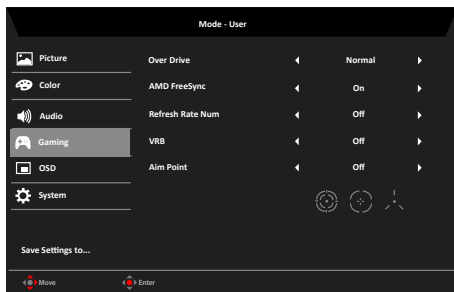 Mode - User
Picture
Over Drive Normal
Color
AMD FreeSync On
Audio
Refresh Rate Num Off
Gaming
VRB Off
OSD
Aim Point Off
System
Save Settings to...
Move Enter